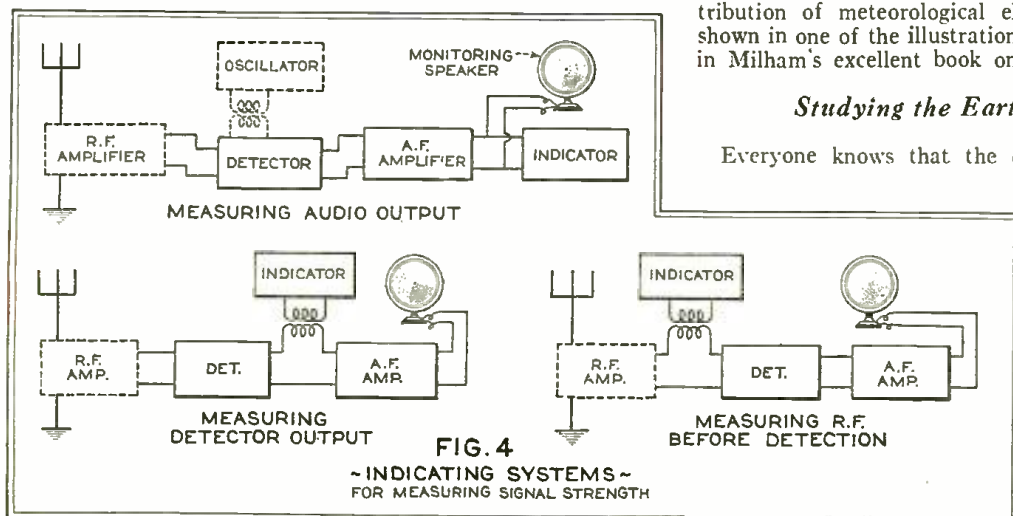 tribution of meteorological
shown in one of the illustration
in Milham's excellent book
Studying the
Everyone knows that the
OSCILLATOR
MONITORING
SPEAKER
R.F.
AMPLIFIER
DETECTOR
A.F.
AMPLIFIER
INDICATOR
MEASURING AUDIO OUTPUT
INDICATOR
R.F.
AMP.
DET.
A.F.
AMP.
MEASURING
DETECTOR OUTPUT
INDICATOR
R.F.
AMP.
DET.
A.F.
AMP.
MEASURING R.F.
BEFORE DETECTION
FIG. 4
~INDICATING SYSTEMS~
FOR MEASURING SIGNAL STRENGTH